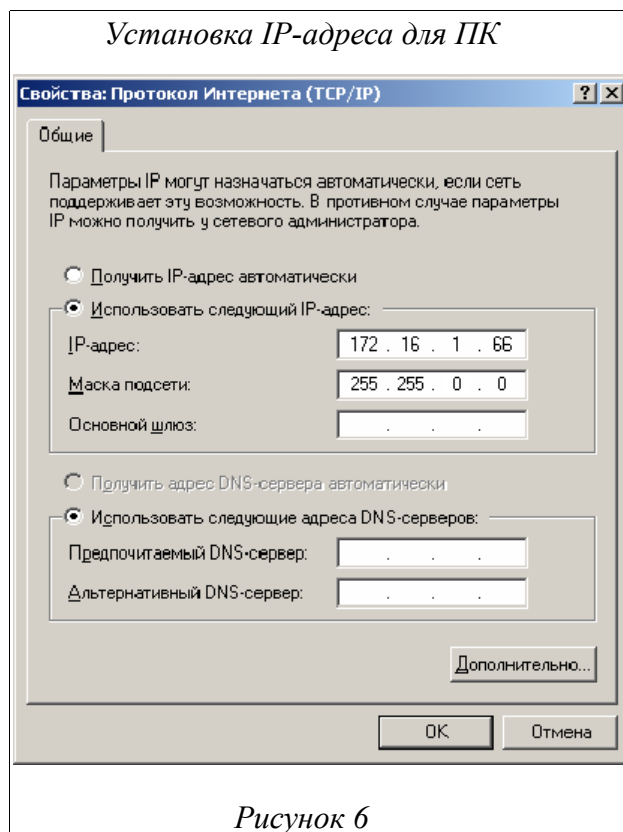 Установка IP-адреса для ПК
Свойства: Протокол Интернета (TCP/IP)
Общие
Параметры IP могут назначаться автоматически, если сеть
поддерживает эту возможность. В противном случае параметры
IP можно получить у сетевого администратора.
Получить IP-адрес автоматически
Использовать следующий IP-адрес:
IP-адрес: 172 . 16 . 1 . 66
Маска подсети: 255 . 255 . 0 . 0
Основной шлюз: . . .
Получить адрес DNS-сервера автоматически
Использовать следующие адреса DNS-серверов:
Предпочитаемый DNS-сервер: . . .
Альтернативный DNS-сервер: . . .
Дополнительно...
OK Отмена
Рисунок 6